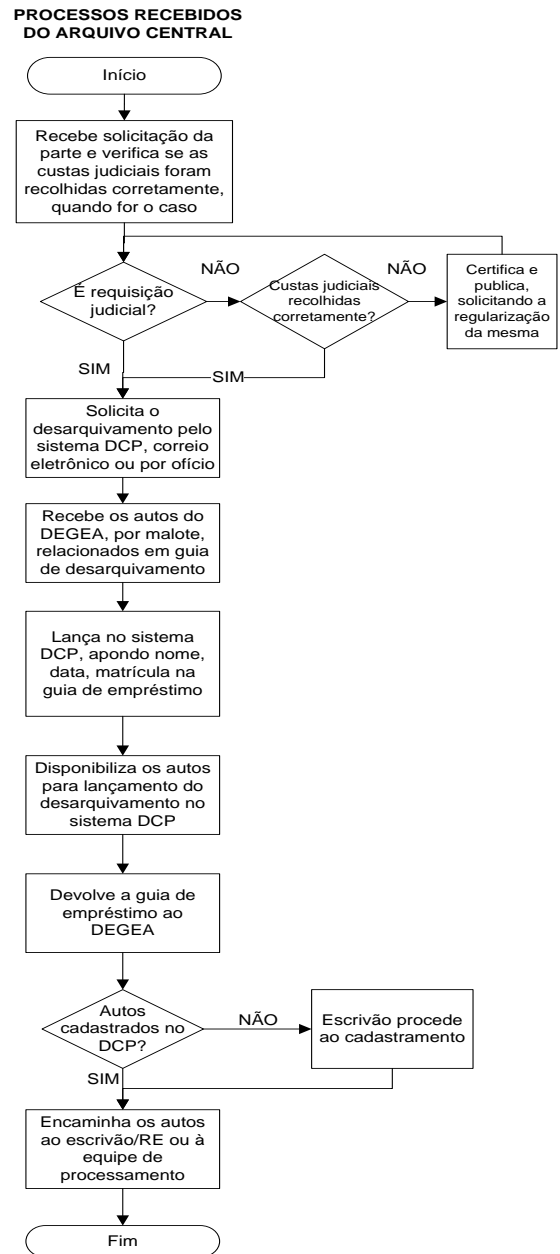 PROCESSOS RECEBIDOS
DO ARQUIVO CENTRAL
Início
Recebe solicitação da
parte e verifica se as
custas judiciais foram
recolhidas corretamente,
quando for o caso
É requisição
judicial?
NÃO
Custas judiciais
recolhidas
corretamente?
NÃO
Certifica e
publica,
solicitando a
regularização
da mesma
SIM
SIM
Solicita o
desarquivamento pelo
sistema DCP, correio
eletrônico ou por ofício
Recebe os autos do
DEGEA, por malote,
relacionados em guia
de desarquivamento
Lança no sistema
DCP, apondo nome,
data, matrícula na
guia de empréstimo
Disponibiliza os autos
para lançamento do
desarquivamento no
sistema DCP
Devolve a guia de
empréstimo ao
DEGEA
Autos
cadastrados no
DCP?
NÃO
Escrivão procede
ao cadastramento
SIM
Encaminha os autos
ao escrivão/RE ou à
equipe de
processamento
Fim